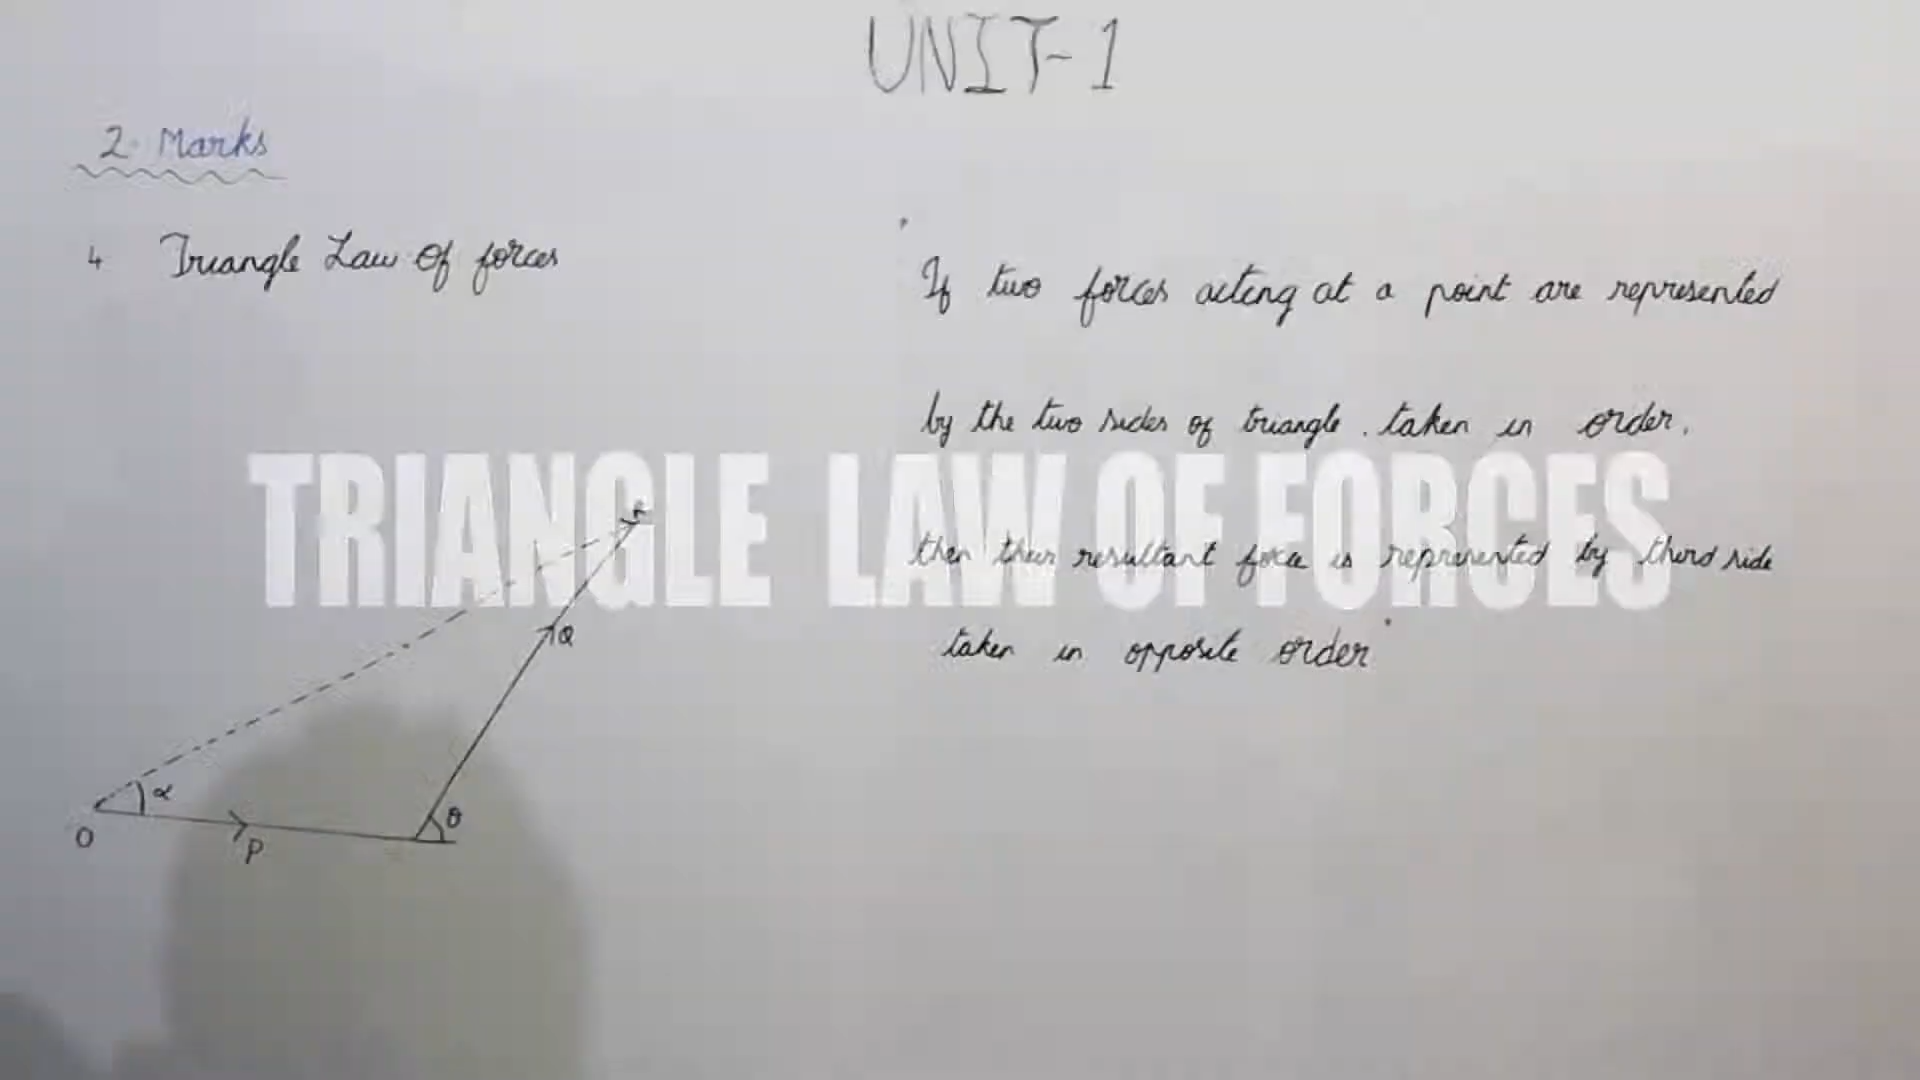 UNIT-1
2 Marks
4 Triangle Law Of forces
If two forces acting at a point are represented
by the two sides of triangle . taken in order,
TRIANGLE LAW OF FORCES
then their resultant force is represented by third side
taken in opposite order
Q
α
θ
O
P